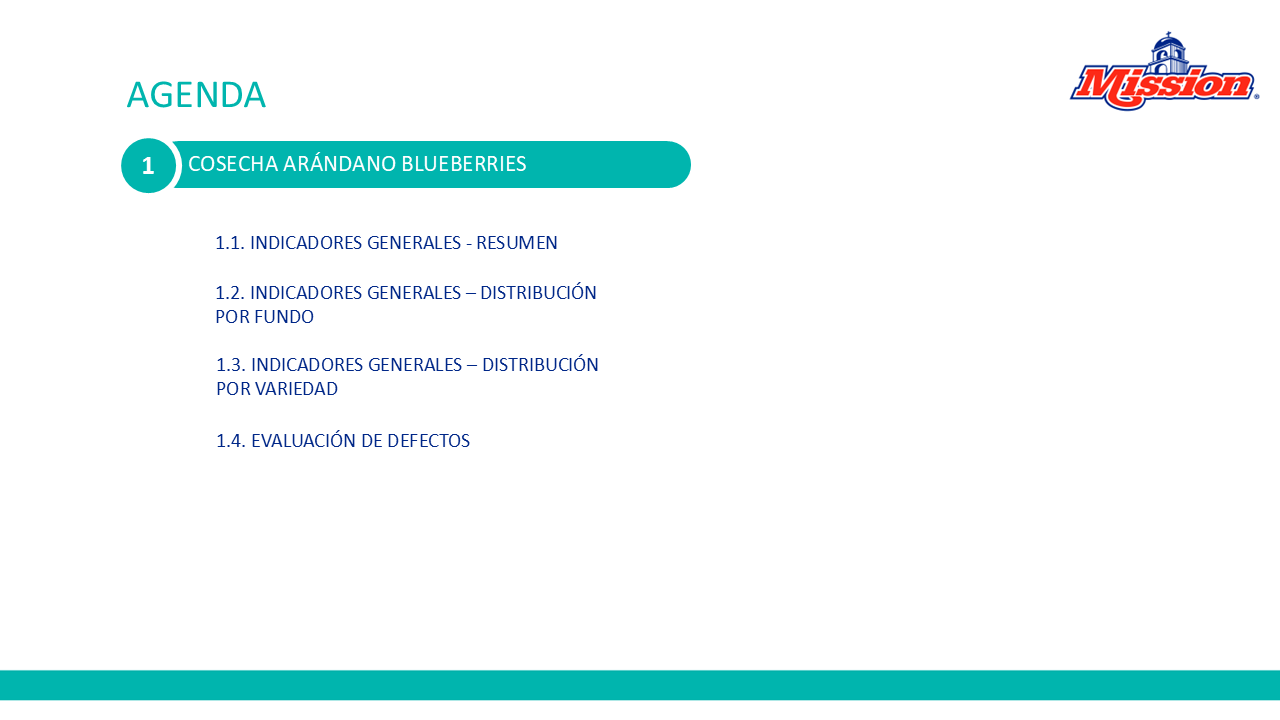 AGENDA
Mission®
1 COSECHA ARÁNDANO BLUEBERRIES
1.1. INDICADORES GENERALES - RESUMEN
1.2. INDICADORES GENERALES – DISTRIBUCIÓN
POR FUNDO
1.3. INDICADORES GENERALES – DISTRIBUCIÓN
POR VARIEDAD
1.4. EVALUACIÓN DE DEFECTOS